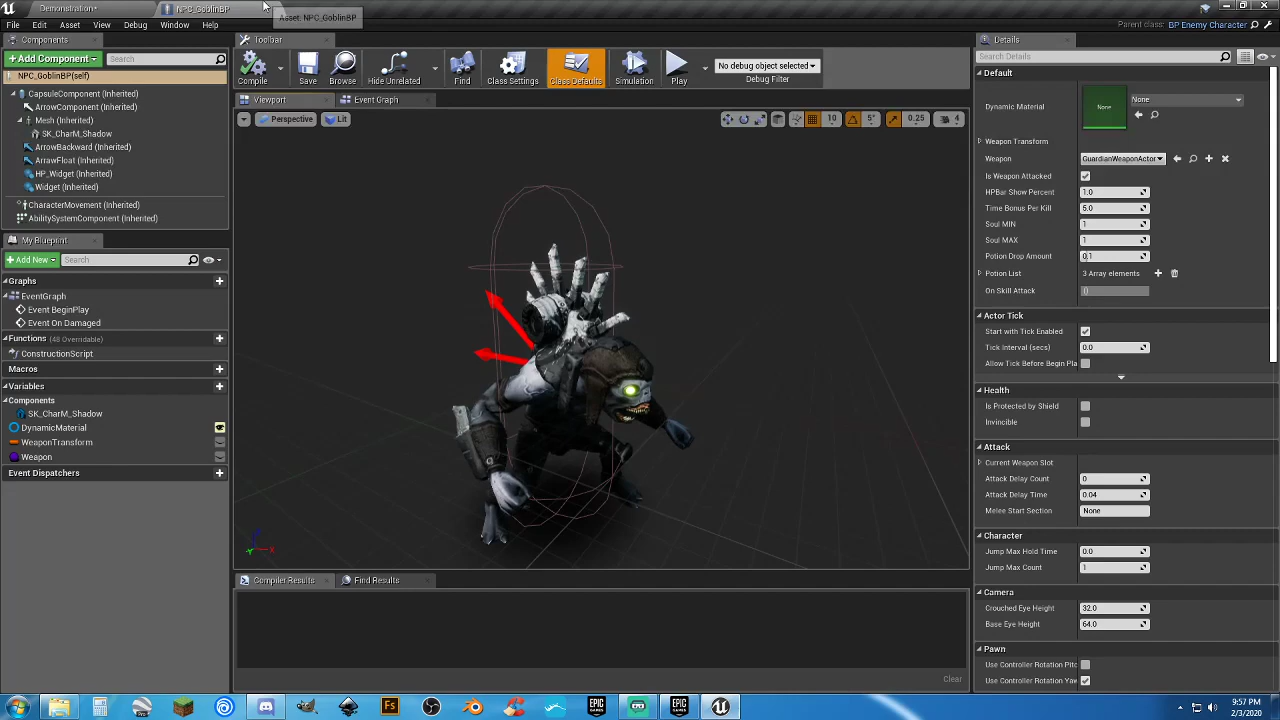 Demonstration*
NPC_GoblinBP
Asset: NPC_GoblinBP
File
Edit
Asset
View
Debug
Window
Help
Parent class: BP Enemy Character
Components
+ Add Component
Search
NPC_GoblinBP(self)
CapsuleComponent (Inherited)
ArrowComponent (Inherited)
Mesh (Inherited)
SK_CharM_Shadow
ArrowBackward (Inherited)
ArrawFloat (Inherited)
HP_Widget (Inherited)
Widget (Inherited)
CharacterMovement (Inherited)
AbilitySystemComponent (Inherited)
My Blueprint
+ Add New
Search
Graphs
EventGraph
Event BeginPlay
Event On Damaged
Functions (48 Overridable)
ConstructionScript
Macros
Variables
Components
SK_CharM_Shadow
DynamicMaterial
WeaponTransform
Weapon
Event Dispatchers
Toolbar
Compile
Save
Browse
Hide Unrelated
Find
Class Settings
Class Defaults
Simulation
Play
No debug object selected
Debug Filter
Viewport
Event Graph
Perspective
Lit
10
5°
0.25
4
Compiler Results
Find Results
Clear
Details
Search Details
Default
Dynamic Material
None
None
Weapon Transform
Weapon
GuardianWeaponActor
Is Weapon Attacked
HPBar Show Percent
1.0
Time Bonus Per Kill
5.0
Soul MIN
1
Soul MAX
1
Potion Drop Amount
0.1
Potion List
3 Array elements
On Skill Attack
()
Actor Tick
Start with Tick Enabled
Tick Interval (secs)
0.0
Allow Tick Before Begin Pla
Health
Is Protected by Shield
Invincible
Attack
Current Weapon Slot
Attack Delay Count
0
Attack Delay Time
0.04
Melee Start Section
None
Character
Jump Max Hold Time
0.0
Jump Max Count
1
Camera
Crouched Eye Height
32.0
Base Eye Height
64.0
Pawn
Use Controller Rotation Pitc
Use Controller Rotation Yaw
Pro
Fs
EPIC
GAMES
EPIC
GAMES
9:57 PM
2/3/2020